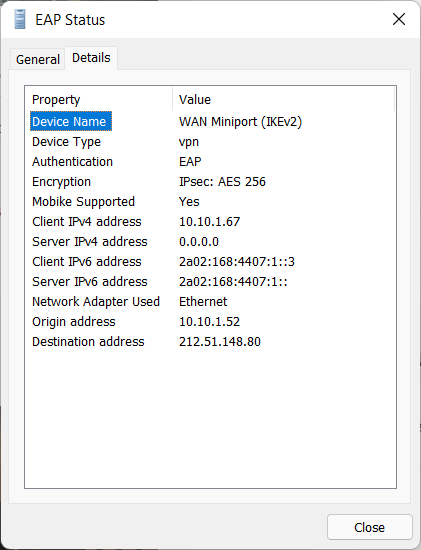 EAP Status
General Details
Property Value
Device Name WAN Miniport (IKEv2)
Device Type vpn
Authentication EAP
Encryption IPsec: AES 256
Mobike Supported Yes
Client IPv4 address 10.10.1.67
Server IPv4 address 0.0.0.0
Client IPv6 address 2a02:168:4407:1::3
Server IPv6 address 2a02:168:4407:1::
Network Adapter Used Ethernet
Origin address 10.10.1.52
Destination address 212.51.148.80
Close